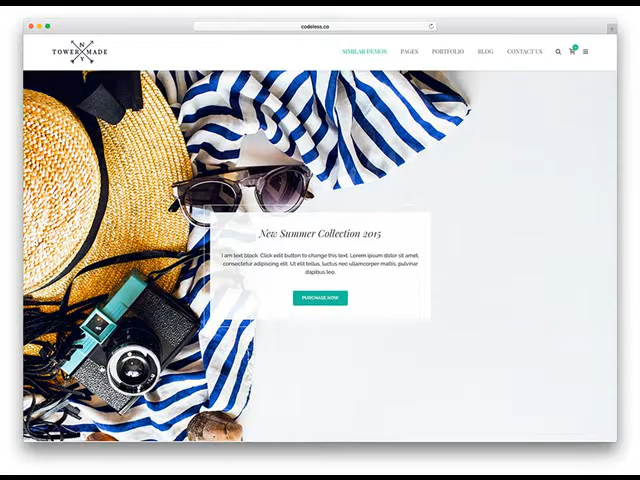 codeless.co
N
TOWER MADE
Y
SIMILAR DEMOS PAGES PORTFOLIO BLOG CONTACT US
New Summer Collection 2015
I am text block. Click edit button to change this text. Lorem ipsum dolor sit amet,
consectetur adipiscing elit. Ut elit tellus, luctus nec ullamcorper mattis, pulvinar
dapibus leo.
PURCHASE NOW